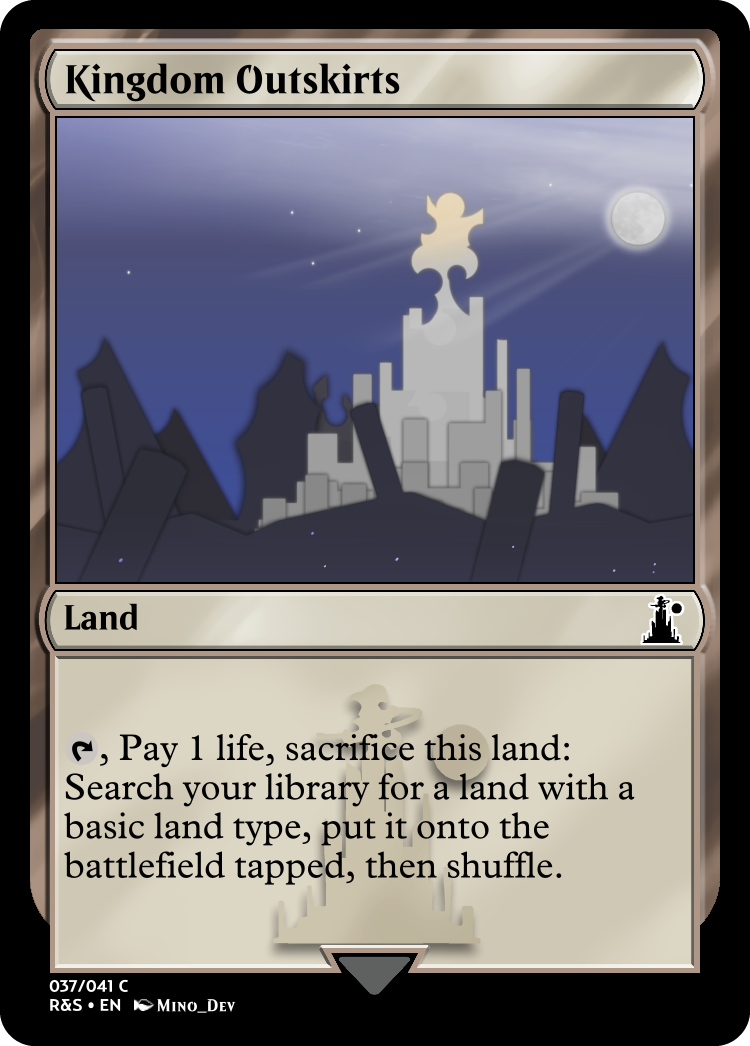 Kingdom Outskirts
Land
, Pay 1 life, sacrifice this land:
Search your library for a land with a
basic land type, put it onto the
battlefield tapped, then shuffle.
037/041 C
R&S • EN Mino_Dev